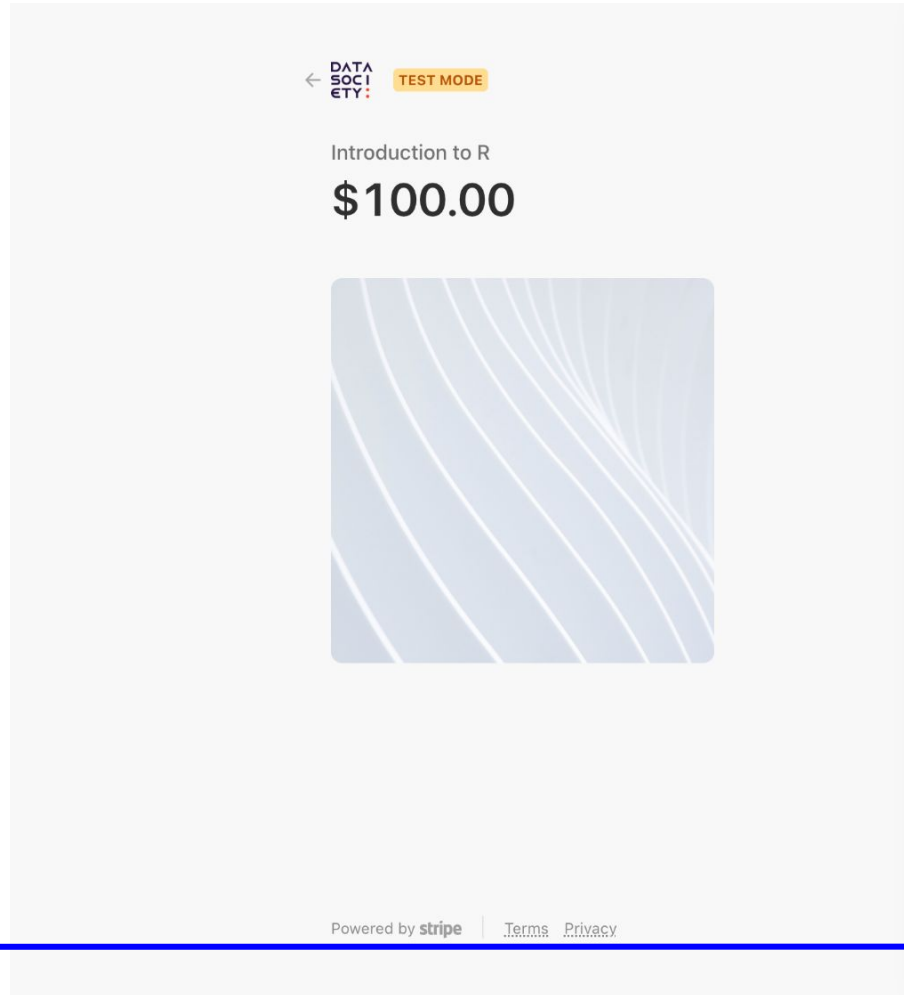 DATA
SOCI
ETY:
TEST MODE
Introduction to R
$100.00
Powered by stripe
Terms Privacy